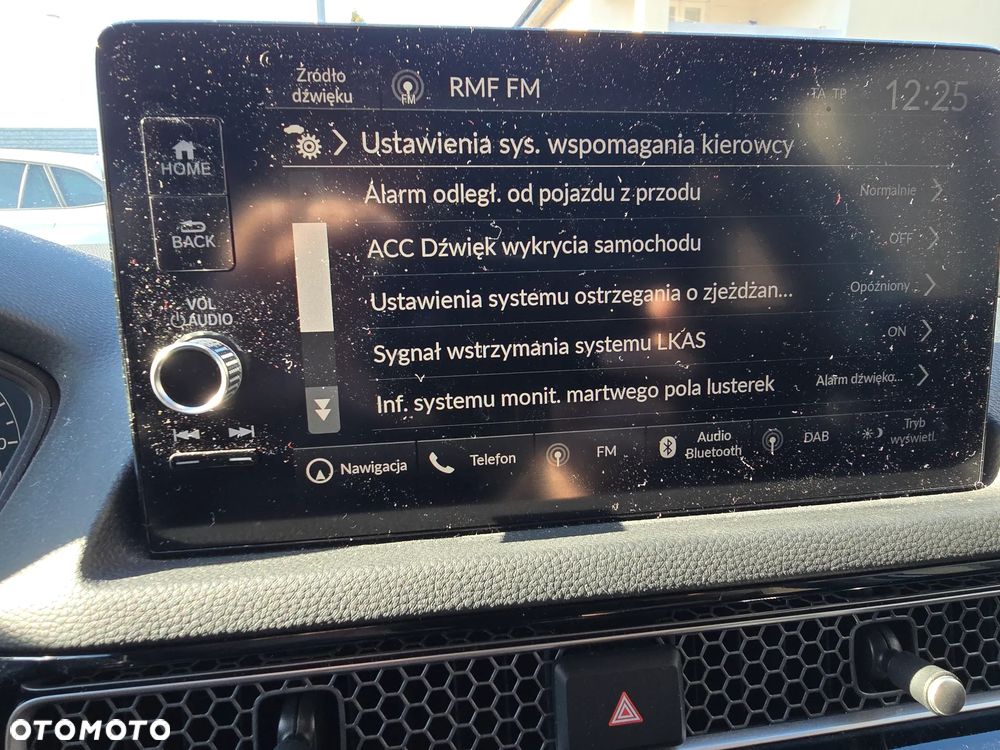 Źródło
dźwięku
FM
RMF FM
TA TP
12:25
HOME
Ustawienia sys. wspomagania kierowcy
Alarm odległ. od pojazdu z przodu
Normalnie
BACK
ACC Dźwięk wykrycia samochodu
OFF
Ustawienia systemu ostrzegania o zjeżdżan...
Opóźniony
VOL
AUDIO
Sygnał wstrzymania systemu LKAS
ON
Inf. systemu monit. martwego pola lusterek
Alarm dźwięko...
Nawigacja
Telefon
FM
Audio
Bluetooth
DAB
Tryb
wyświetl.
OTOMOTO